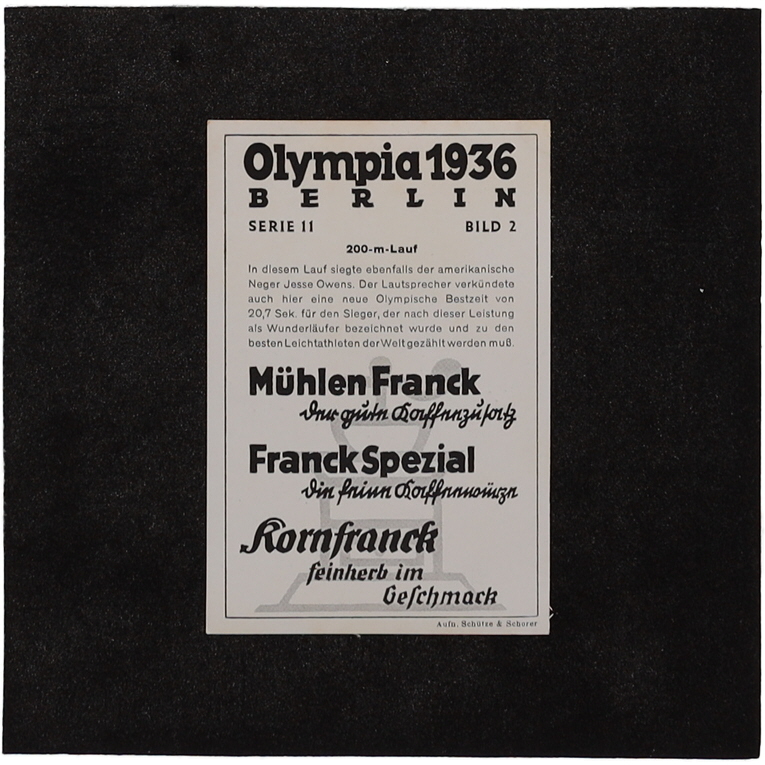 Olympia 1936
BERLIN
SERIE 11 BILD 2
200-m-Lauf
In diesem Lauf siegte ebenfalls der amerikanische
Neger Jesse Owens. Der Lautsprecher verkündete
auch hier eine neue Olympische Bestzeit von
20,7 Sek. für den Sieger, der nach dieser Leistung
als Wunderläufer bezeichnet wurde und zu den
besten Leichtathleten der Welt gezählt werden muß.
Mühlen Franck
der gute Kaffeezusatz
Franck Spezial
die feine Kaffeewürze
Kornfranck
feinherb im
Geschmack
Aufn. Schütze & Schorer